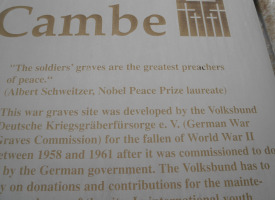 Cambe
"The soldiers' graves are the greatest preachers
of peace.“
(Albert Schweitzer, Nobel Peace Prize laureate)
This war graves site was developed by the Volksbund
Deutsche Kriegsgräberfürsorge e. V. (German War
Graves Commission) for the fallen of World War II
between 1958 and 1961 after it was commissioned to do
by the German government. The Volksbund has to
y on donations and contributions for the mainte-